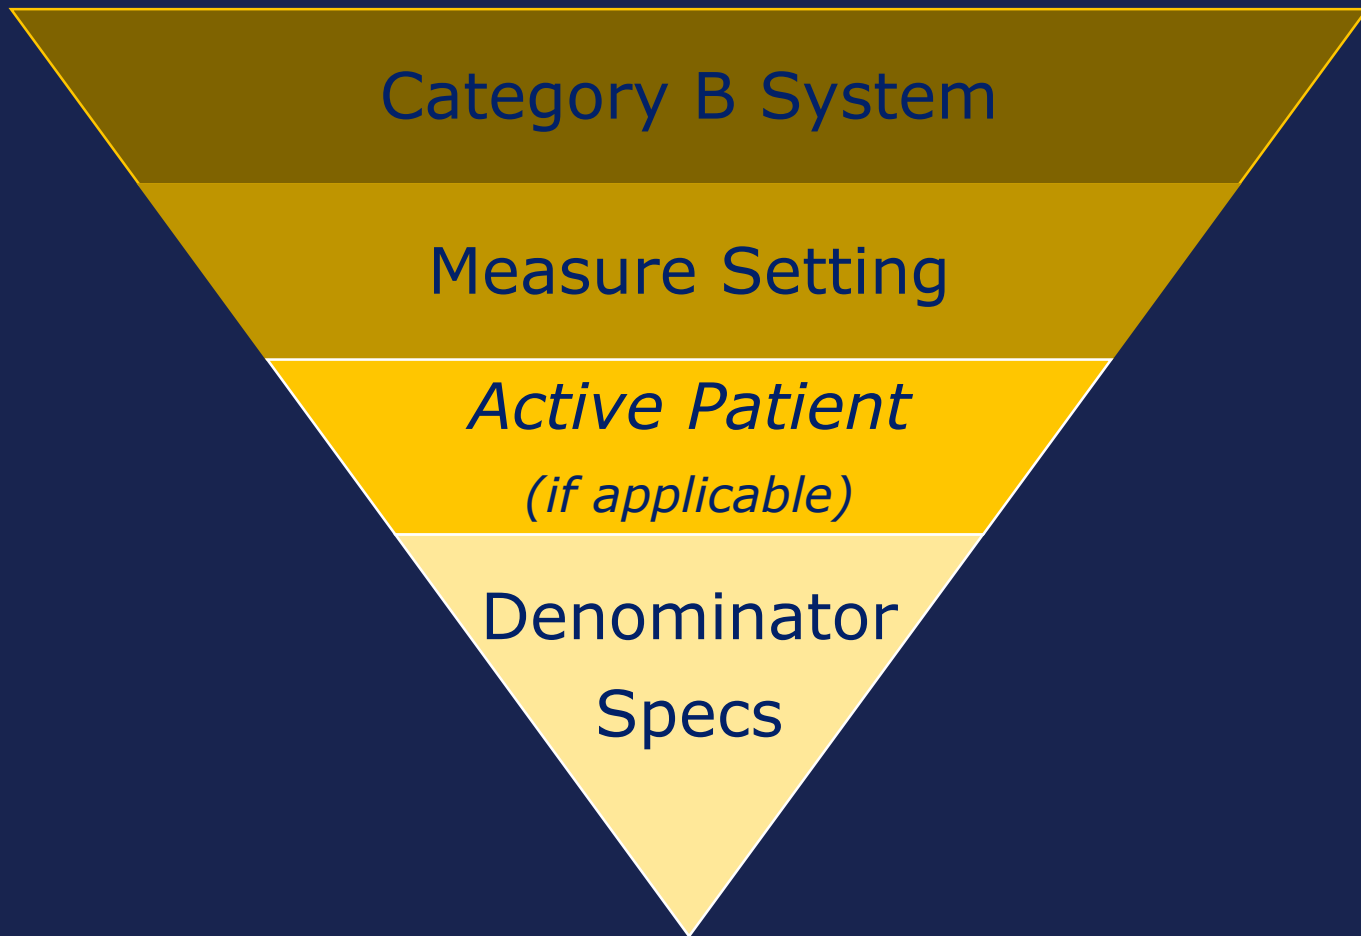 Category B System
Measure Setting
Active Patient
(if applicable)
Denominator
Specs